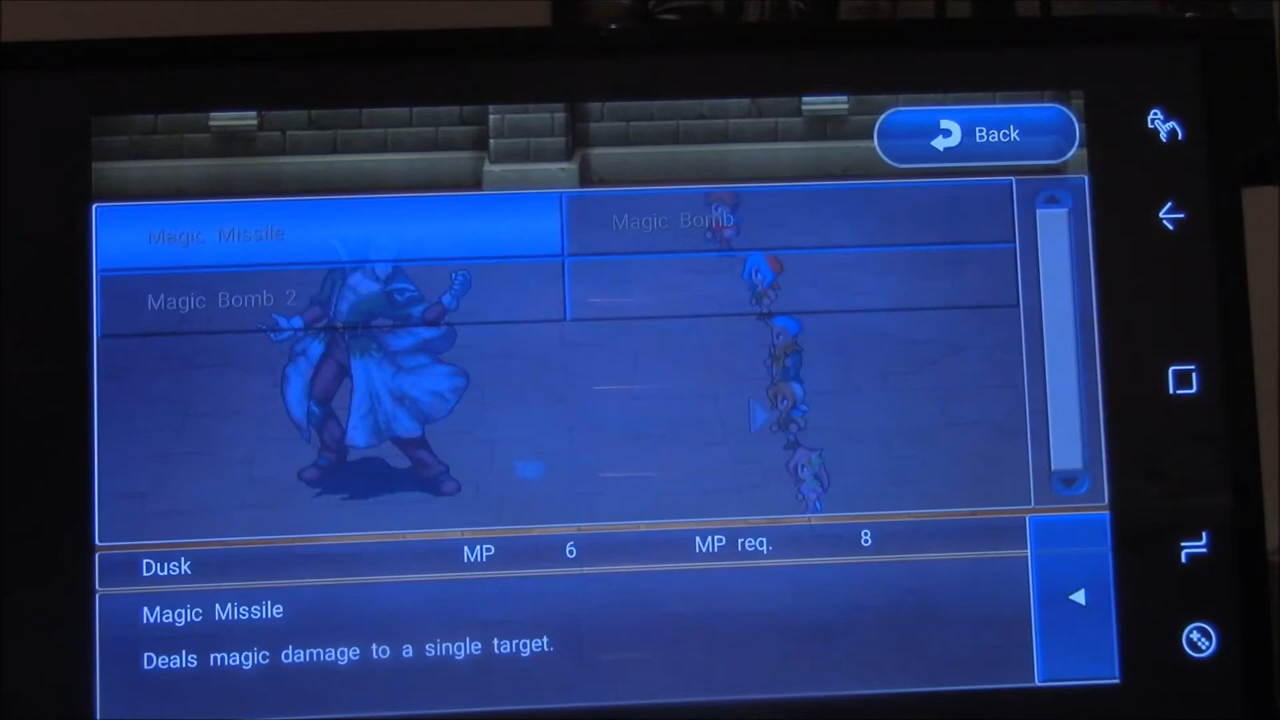 Back
Magic Missile
Magic Bomb
Magic Bomb 2
Dusk MP 6 MP req. 8
Magic Missile
Deals magic damage to a single target.